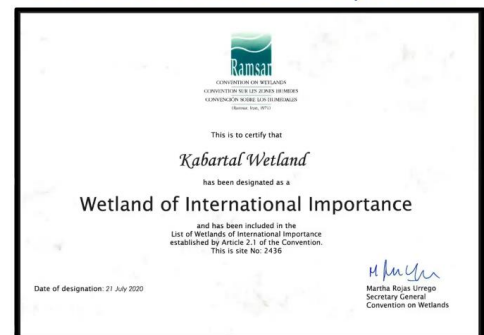 Ramsar
CONVENTION ON WETLANDS
CONVENTION SUR LES ZONES HUMIDES
CONVENCIÓN SOBRE LOS HUMEDALES
(Ramsar, Iran, 1971)
This is to certify that
Kabartal Wetland
has been designated as a
Wetland of International Importance
and has been included in the
List of Wetlands of International Importance
established by Article 2.1 of the Convention.
This is site No: 2436
Date of designation: 21 July 2020
Martha Rojas Urrego
Secretary General
Convention on Wetlands